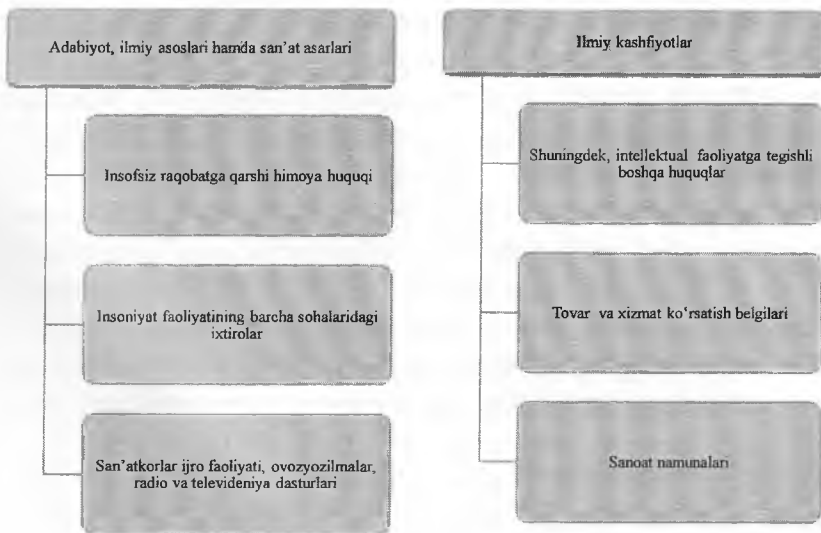 Adabiyot, ilmiy asoslari hamda san’at asarlari
Insofsiz raqobatga qarshi himoya huquqi
Insoniyat faoliyatining barcha sohalaridagi
ixtirolar
San’atkorlar ijro faoliyati, ovozyozilmalar,
radio va televideniya dasturlari
Ilmiy kashfiyotlar
Shuningdek, intellektual faoliyatga tegishli
boshqa huquqlar
Tovar va xizmat ko‘rsatish belgilari
Sanoat namunalari